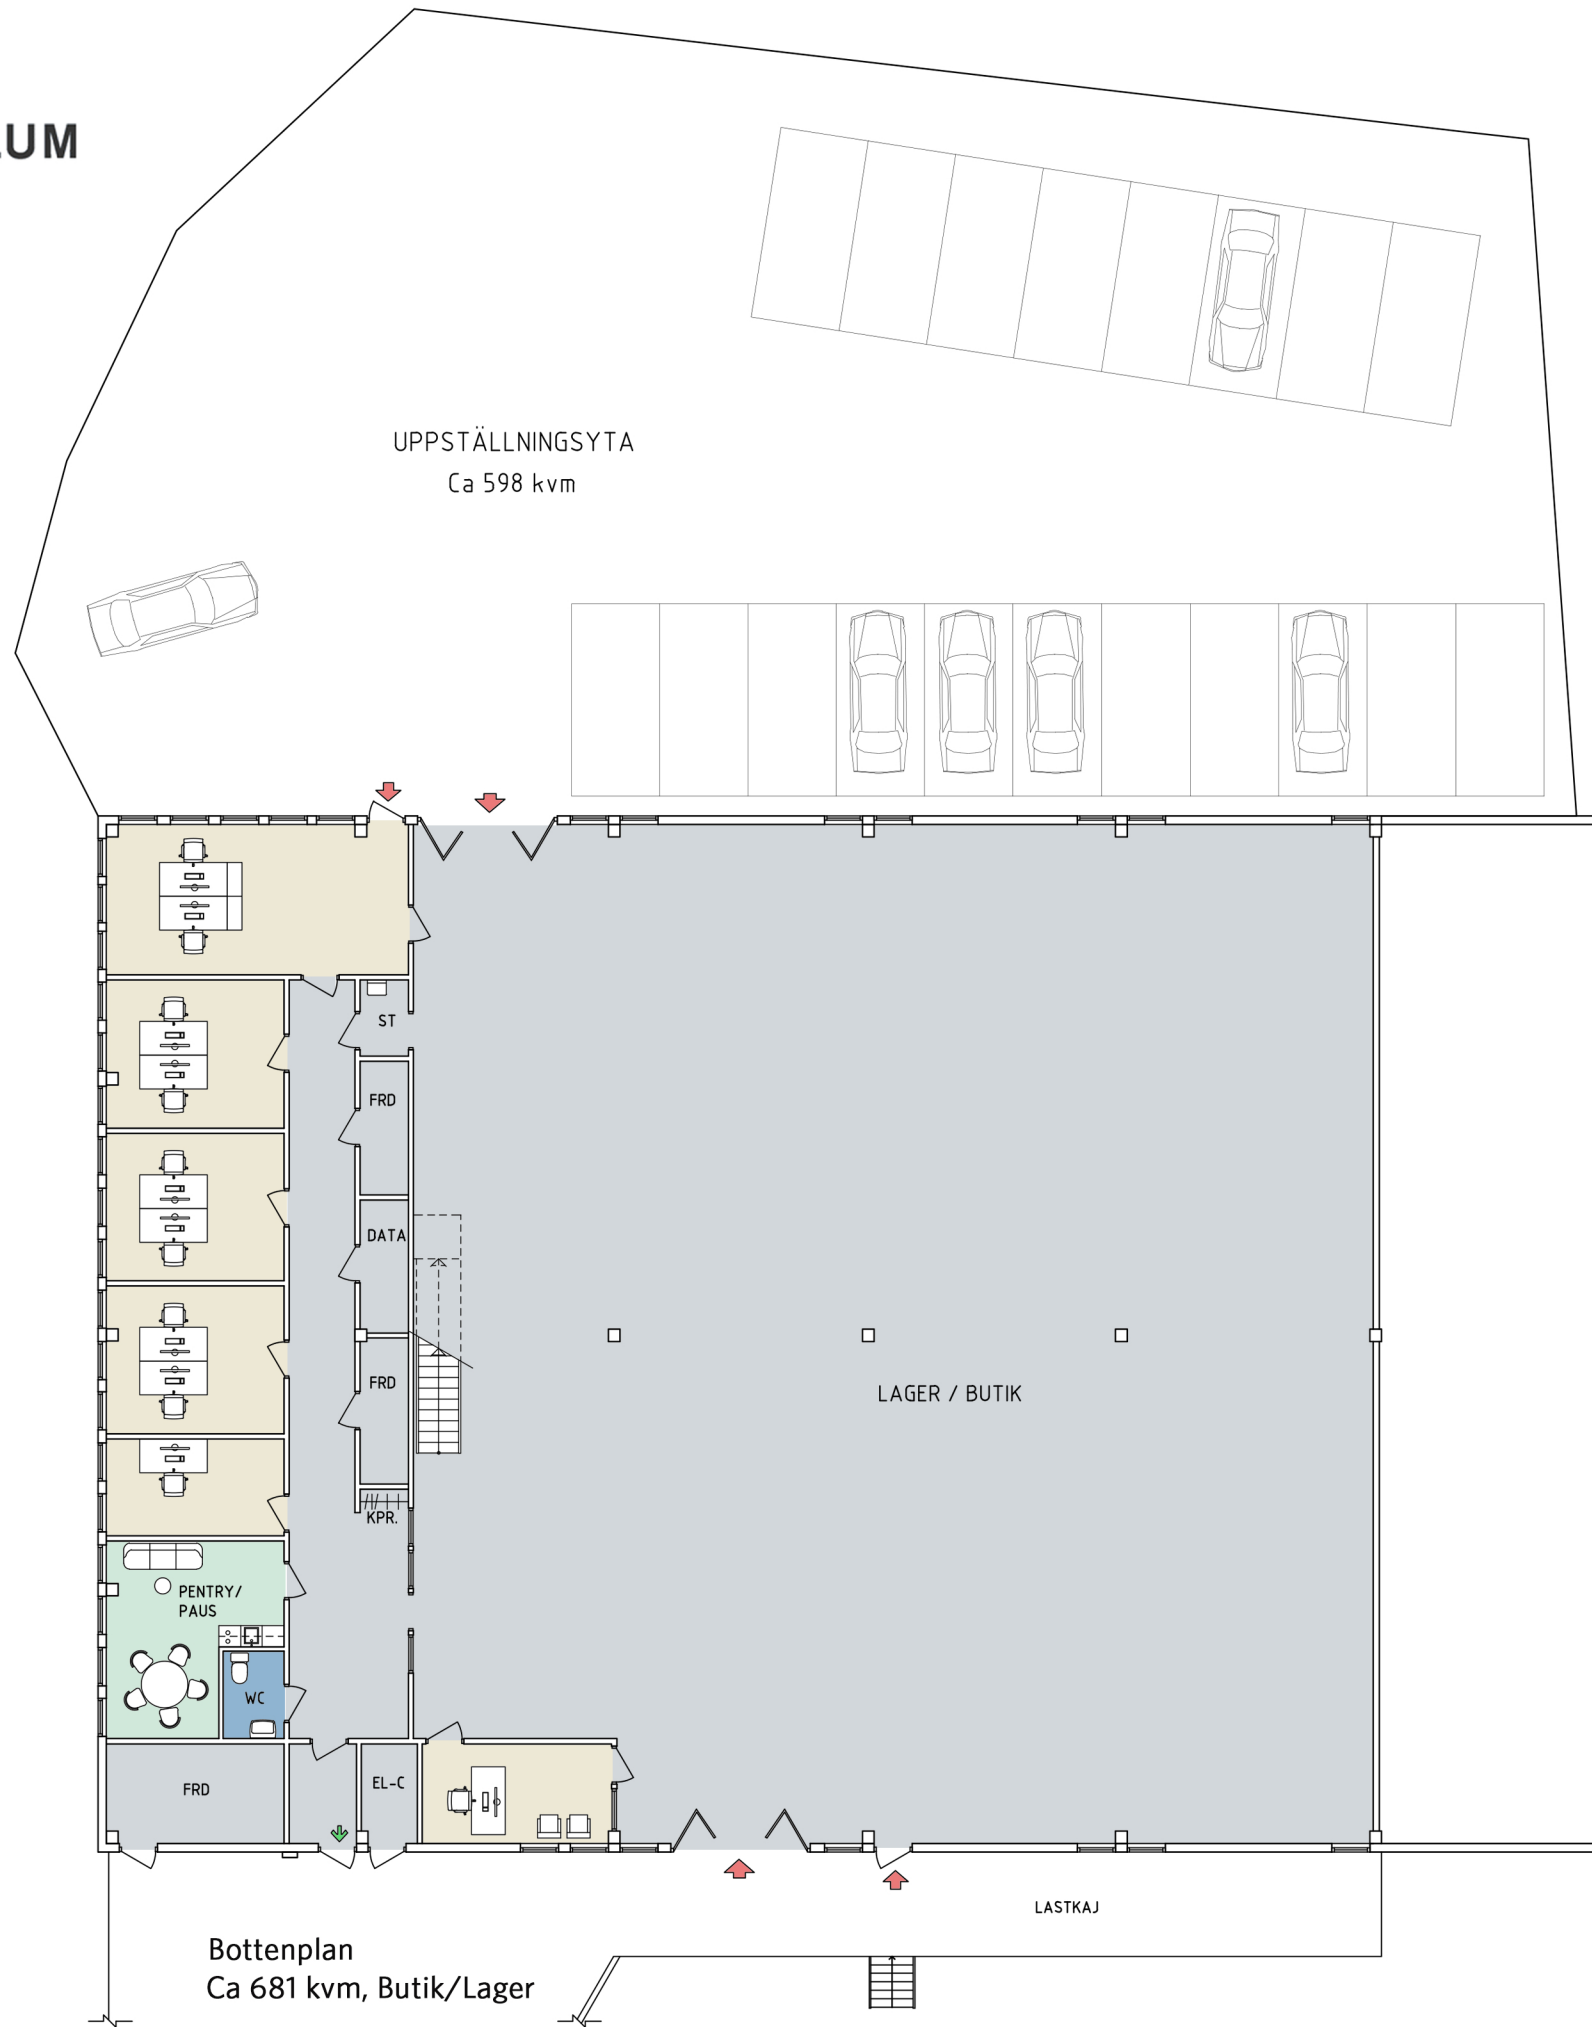 UPPSTÄLLNINGSYTA
Ca 598 kvm
ST
FRD
DATA
FRD
LAGER / BUTIK
KPR.
PENTRY/
PAUS
WC
FRD
EL-C
LASTKAJ
Bottenplan
Ca 681 kvm, Butik/Lager